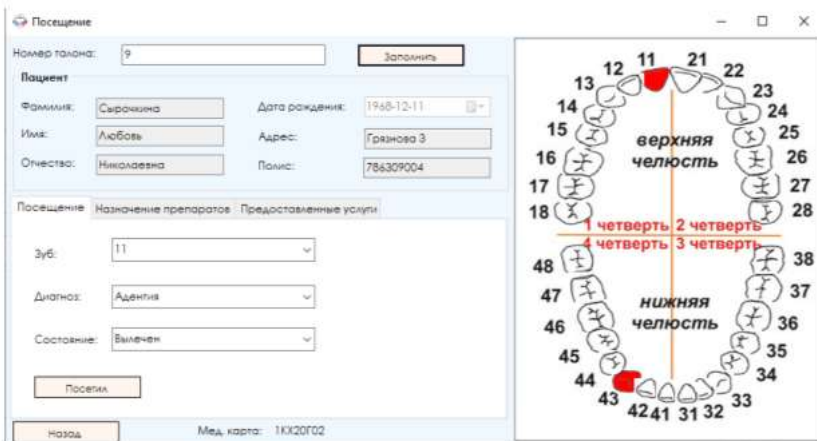 Посещение
Номер талона: 9 Заполнить
Пациент
Фамилия: Сырочкина Дата рождения: 1968-12-11
Имя: Любовь Адрес: Грязнова 3
Отчество: Николаевна Полис: 786309004
Посещение Назначение препаратов Предоставленные услуги
Зуб: 11
Диагноз: Адентия
Состояние: Вылечен
Посетил
Назад Мед. карта: 1КХ20Г02
11 21
12 22
13 23
14 24
15 25
16 26
17 27
18 28
верхняя
челюсть
1 четверть 2 четверть
4 четверть 3 четверть
48 38
47 37
46 36
45 35
44 34
43 33
42 41 31 32
нижняя
челюсть